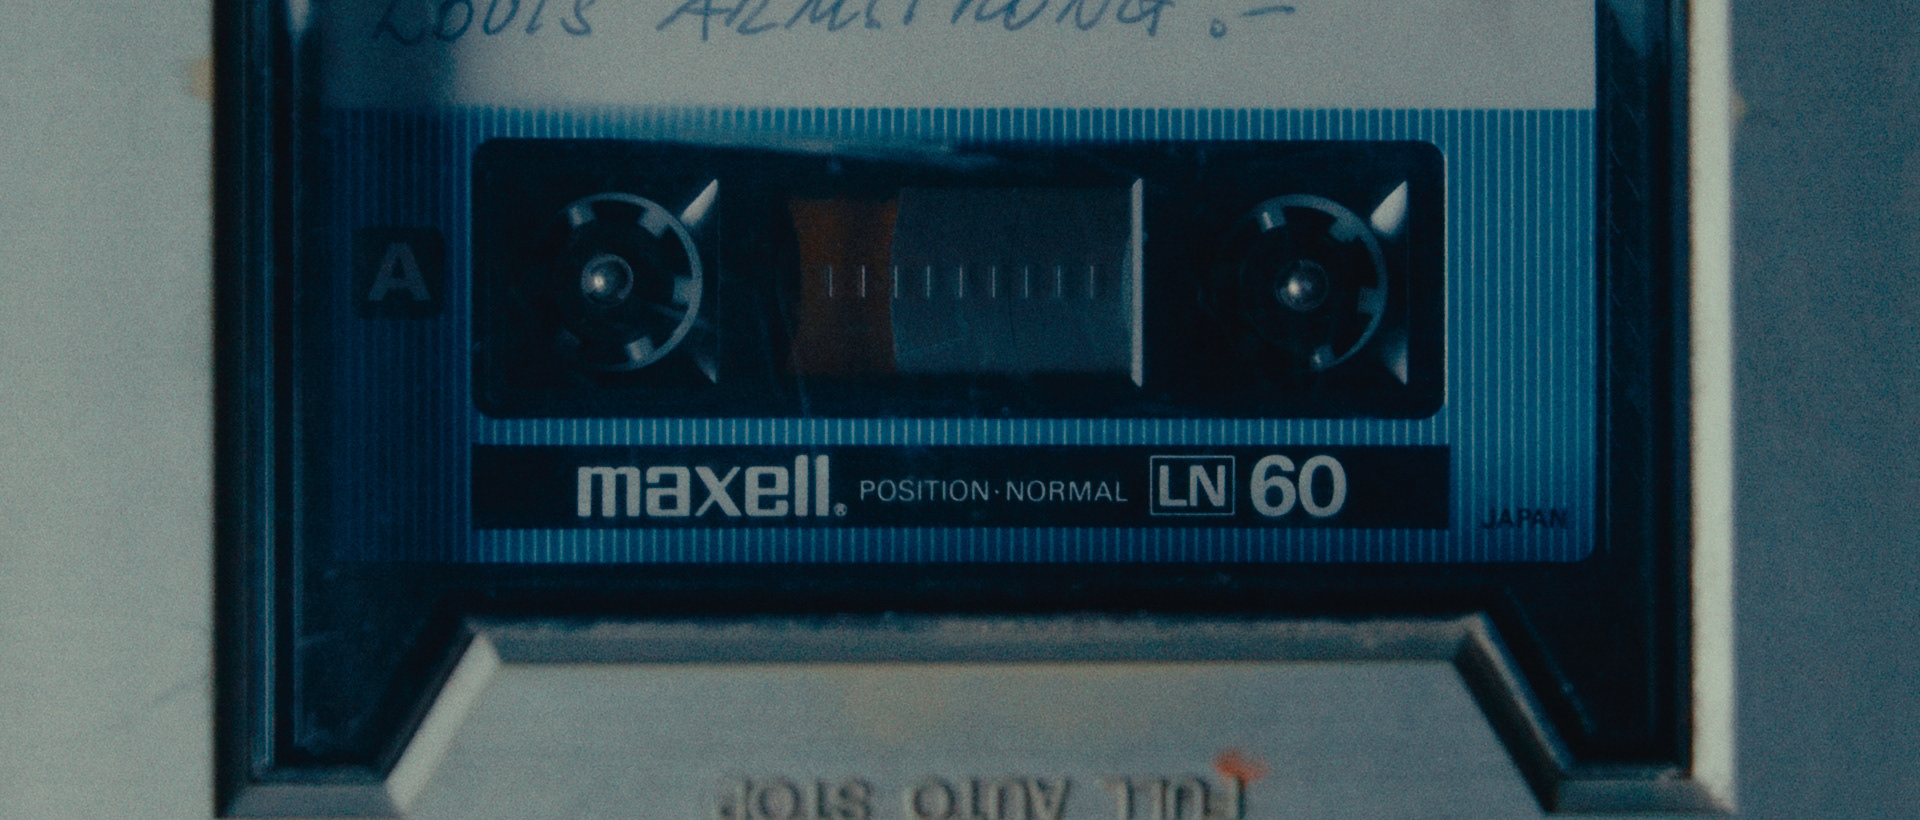 LOUIS ARMSTRONG.-
A
maxell® POSITION·NORMAL LN 60
JAPAN
FULL AUTO STOP